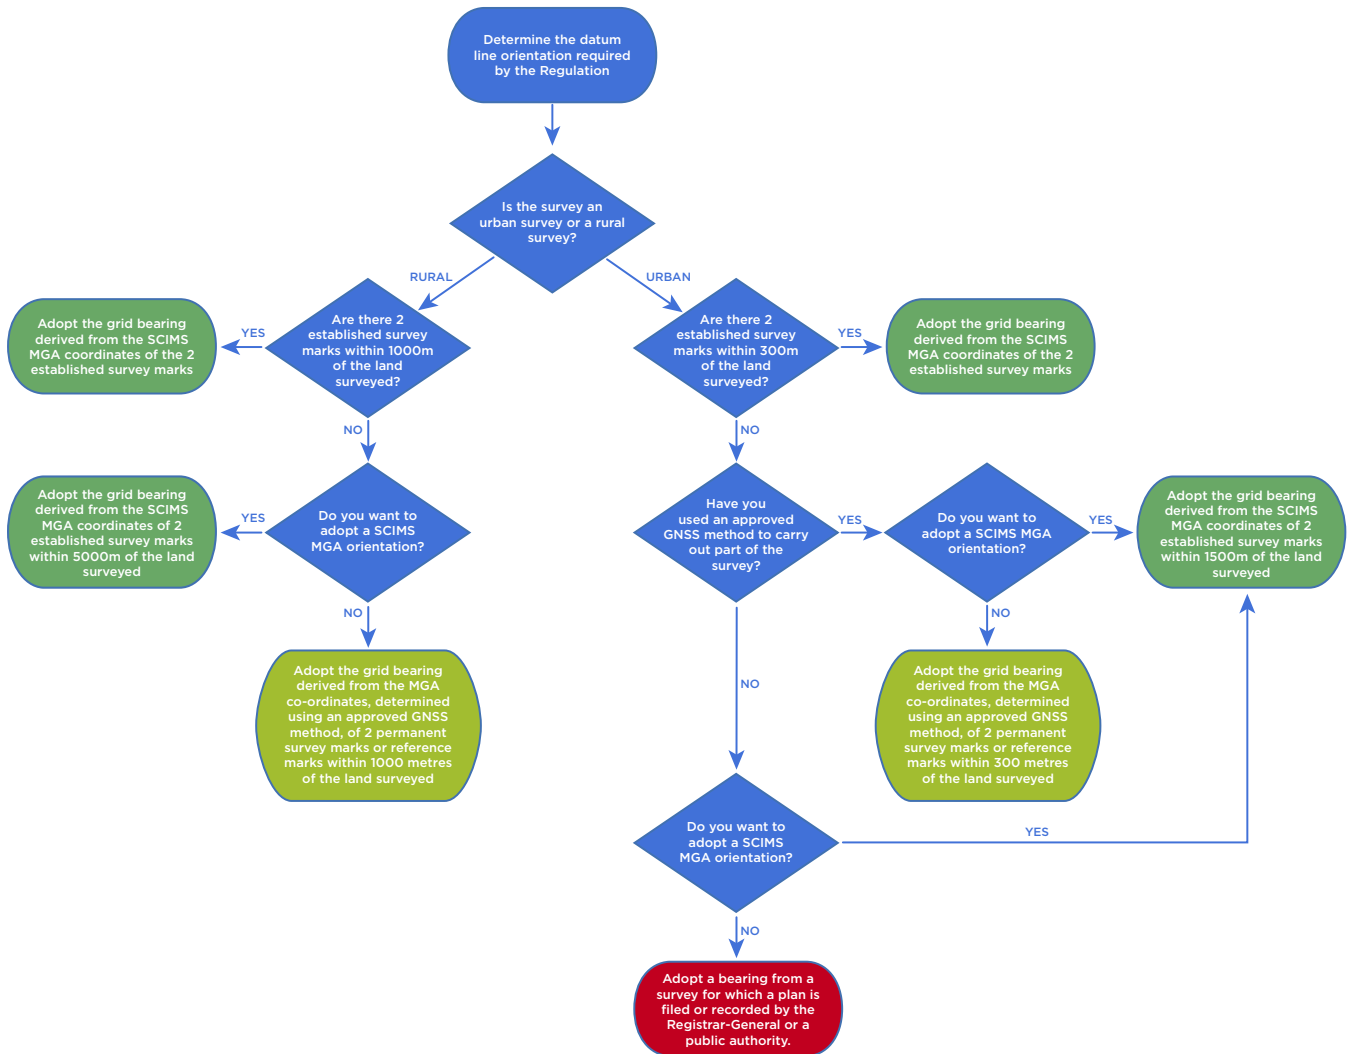 Determine the datum
line orientation required
by the Regulation
Is the survey an
urban survey or a rural
survey?
RURAL
URBAN
Adopt the grid bearing
derived from the SCIMS
MGA coordinates of the 2
established survey marks
YES
Are there 2
established survey
marks within 1000m
of the land
surveyed?
Are there 2
established survey
marks within 300m
of the land
surveyed?
YES
Adopt the grid bearing
derived from the SCIMS
MGA coordinates of the 2
established survey marks
NO
NO
Adopt the grid bearing
derived from the SCIMS
MGA coordinates of 2
established survey marks
within 5000m of the land
surveyed
YES
Do you want to
adopt a SCIMS
MGA orientation?
Have you
used an approved
GNSS method to carry
out part of the
survey?
YES
Do you want to
adopt a SCIMS MGA
orientation?
YES
Adopt the grid bearing
derived from the SCIMS
MGA coordinates of 2
established survey marks
within 1500m of the land
surveyed
NO
NO
Adopt the grid bearing
derived from the MGA
co-ordinates, determined
using an approved GNSS
method, of 2 permanent
survey marks or reference
marks within 1000 metres
of the land surveyed
NO
Adopt the grid bearing
derived from the MGA
co-ordinates, determined
using an approved GNSS
method, of 2 permanent
survey marks or reference
marks within 300 metres
of the land surveyed
Do you want to
adopt a SCIMS
MGA orientation?
YES
NO
Adopt a bearing from a
survey for which a plan is
filed or recorded by the
Registrar-General or a
public authority.